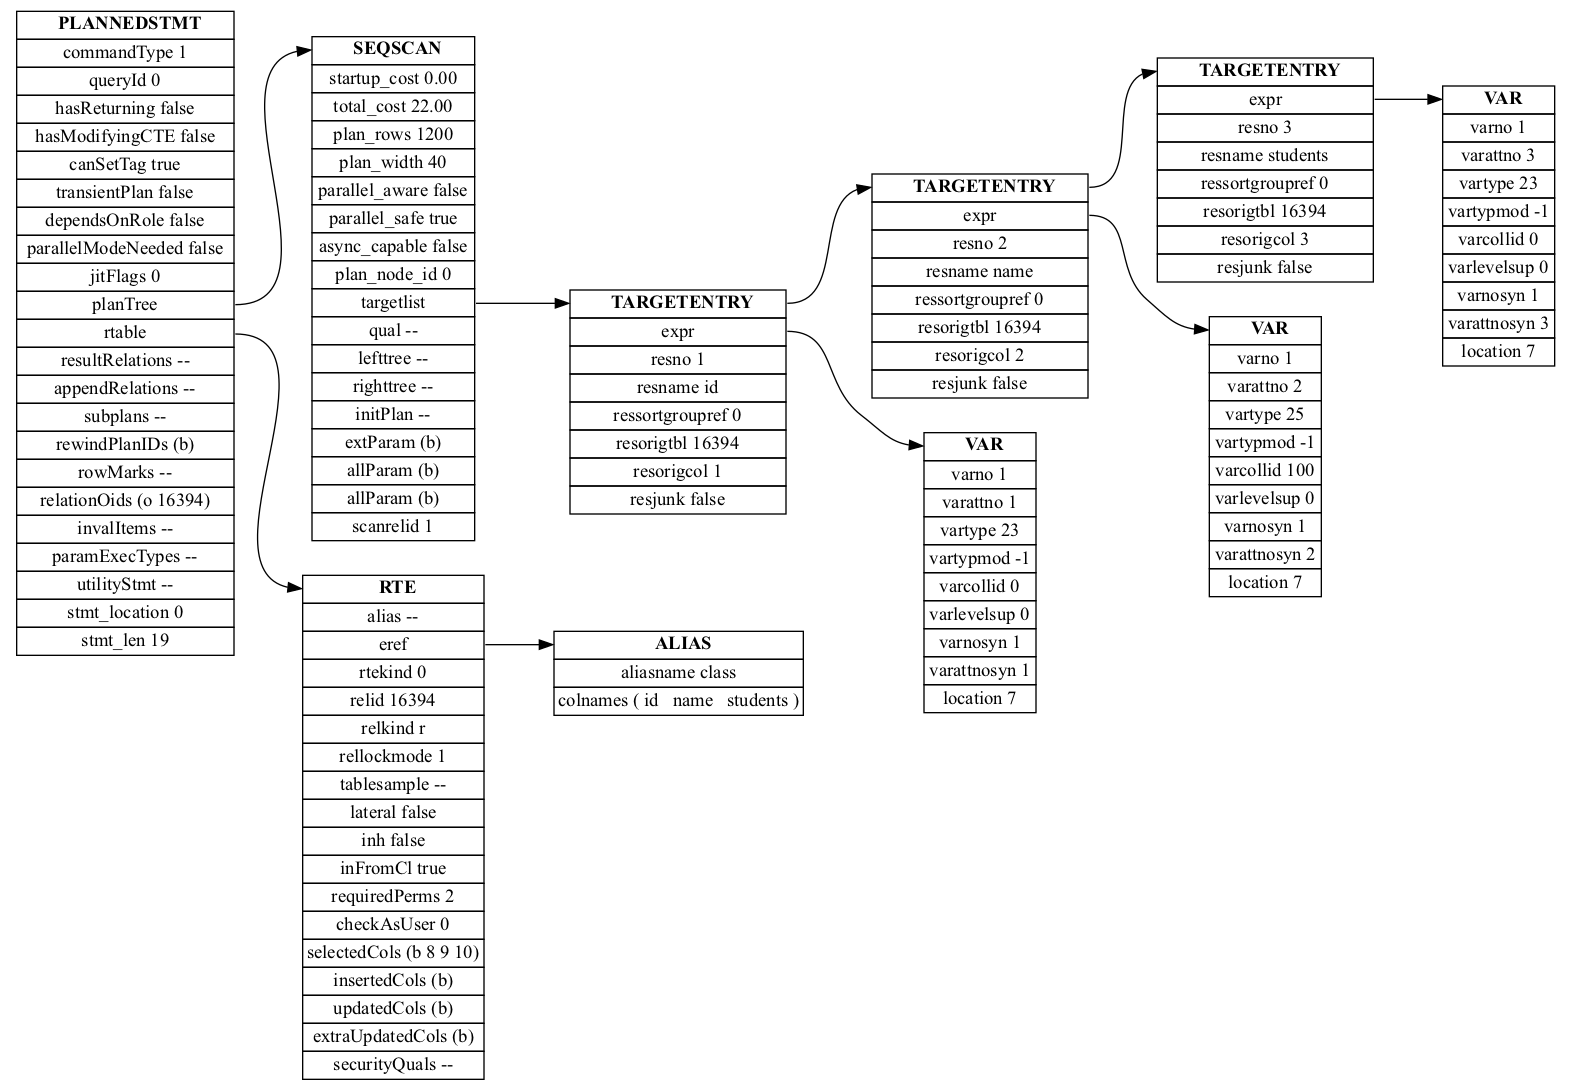 PLANNEDSTMT
commandType 1
queryId 0
hasReturning false
hasModifyingCTE false
canSetTag true
transientPlan false
dependsOnRole false
parallelModeNeeded false
jitFlags 0
planTree
rtable
resultRelations --
appendRelations --
subplans --
rewindPlanIDs (b)
rowMarks --
relationOids (o 16394)
invalItems --
paramExecTypes --
utilityStmt --
stmt_location 0
stmt_len 19
SEQSCAN
startup_cost 0.00
total_cost 22.00
plan_rows 1200
plan_width 40
parallel_aware false
parallel_safe true
async_capable false
plan_node_id 0
targetlist
qual --
lefttree --
righttree --
initPlan --
extParam (b)
allParam (b)
allParam (b)
scanrelid 1
RTE
alias --
eref
rtekind 0
relid 16394
relkind r
rellockmode 1
tablesample --
lateral false
inh false
inFromCl true
requiredPerms 2
checkAsUser 0
selectedCols (b 8 9 10)
insertedCols (b)
updatedCols (b)
extraUpdatedCols (b)
securityQuals --
ALIAS
aliasname class
colnames ( id name students )
TARGETENTRY
expr
resno 1
resname id
ressortgroupref 0
resorigtbl 16394
resorigcol 1
resjunk false
VAR
varno 1
varattno 1
vartype 23
vartypmod -1
varcollid 0
varlevelsup 0
varnosyn 1
varattnosyn 1
location 7
TARGETENTRY
expr
resno 2
resname name
ressortgroupref 0
resorigtbl 16394
resorigcol 2
resjunk false
VAR
varno 1
varattno 2
vartype 25
vartypmod -1
varcollid 100
varlevelsup 0
varnosyn 1
varattnosyn 2
location 7
TARGETENTRY
expr
resno 3
resname students
ressortgroupref 0
resorigtbl 16394
resorigcol 3
resjunk false
VAR
varno 1
varattno 3
vartype 23
vartypmod -1
varcollid 0
varlevelsup 0
varnosyn 1
varattnosyn 3
location 7